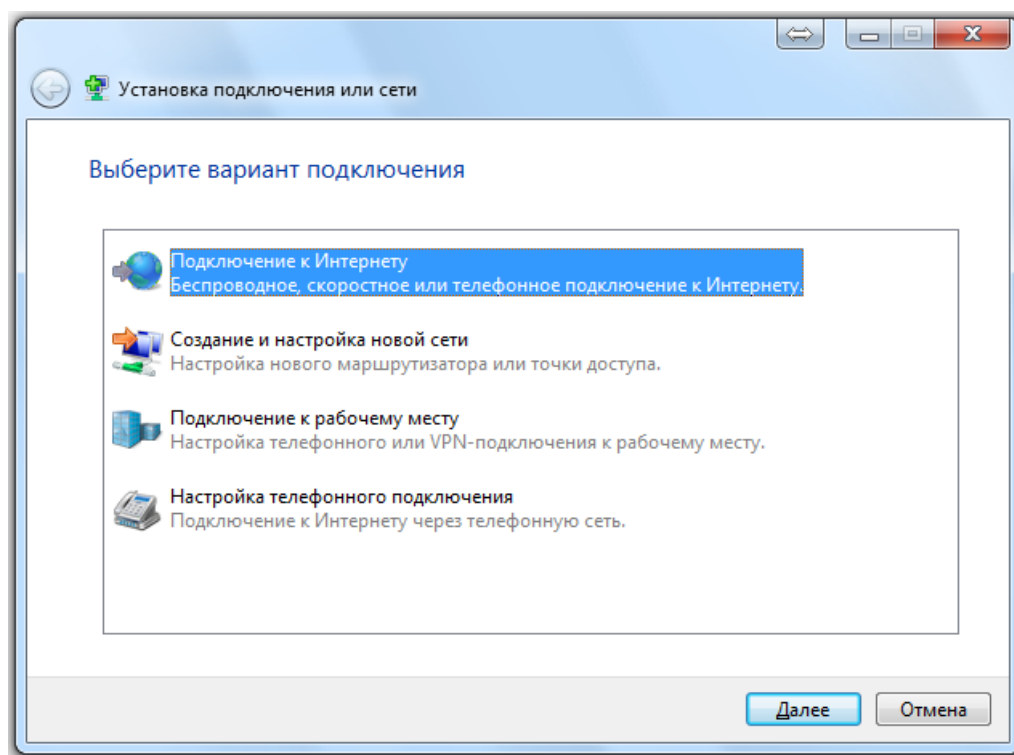 Установка подключения или сети
Выберите вариант подключения
Подключение к Интернету
Беспроводное, скоростное или телефонное подключение к Интернету.
Создание и настройка новой сети
Настройка нового маршрутизатора или точки доступа.
Подключение к рабочему месту
Настройка телефонного или VPN-подключения к рабочему месту.
Настройка телефонного подключения
Подключение к Интернету через телефонную сеть.
Далее
Отмена